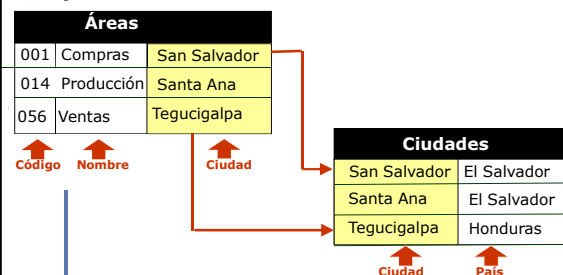 Áreas
001 Compras San Salvador
014 Producción Santa Ana
056 Ventas Tegucigalpa
Código Nombre Ciudad
Ciudades
San Salvador El Salvador
Santa Ana El Salvador
Tegucigalpa Honduras
Ciudad País